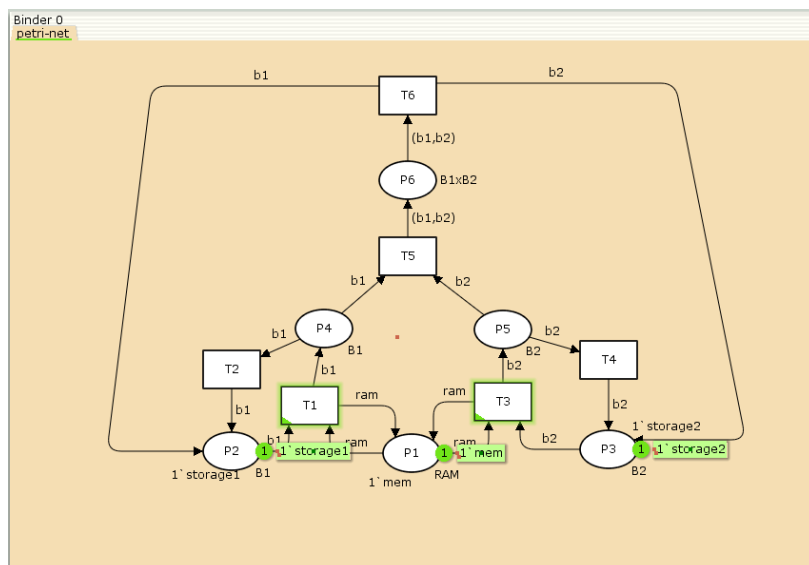 Binder 0
petri-net
b1
b2
T6
(b1,b2)
P6
B1xB2
(b1,b2)
T5
b1
b2
P4
B1
P5
B2
b1
b2
T2
T4
b1
b2
T1
ram
ram
T3
b1
b2
1`storage2
P2
1
b1
1`storage1
ram
P1
1
ram
1`mem
b2
P3
1
1`storage2
1`storage1
B1
1`mem
RAM
B2